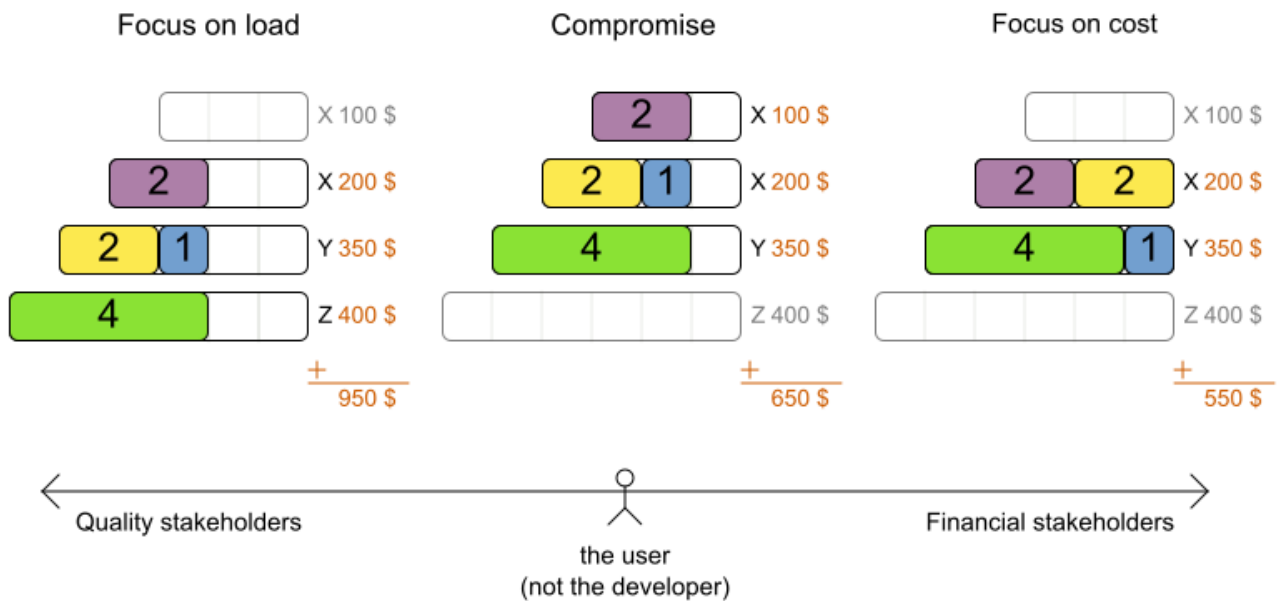 Focus on load
X 100 $
2 X 200 $
2 1 Y 350 $
4 Z 400 $
+
950 $
Compromise
2 X 100 $
2 1 X 200 $
4 Y 350 $
Z 400 $
+
650 $
Focus on cost
X 100 $
2 2 X 200 $
4 1 Y 350 $
Z 400 $
+
550 $
Quality stakeholders
the user
(not the developer)
Financial stakeholders